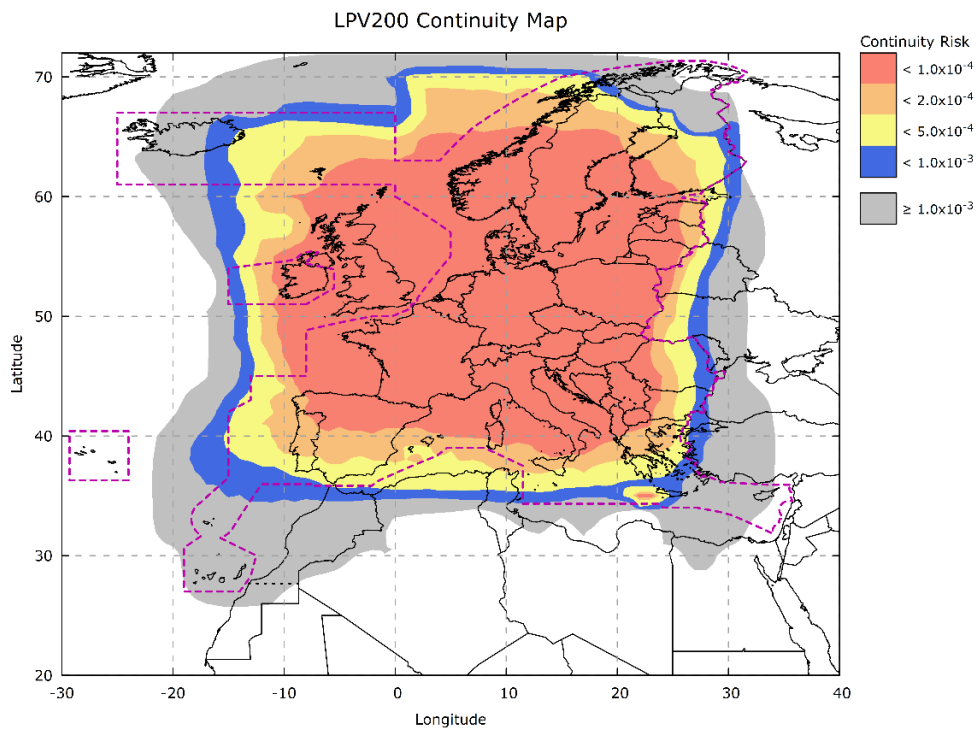 LPV200 Continuity Map
Continuity Risk
< 1.0x10⁻⁴
< 2.0x10⁻⁴
< 5.0x10⁻⁴
< 1.0x10⁻³
≥ 1.0x10⁻³
70
60
50
40
30
20
Latitude
-30 -20 -10 0 10 20 30 40
Longitude